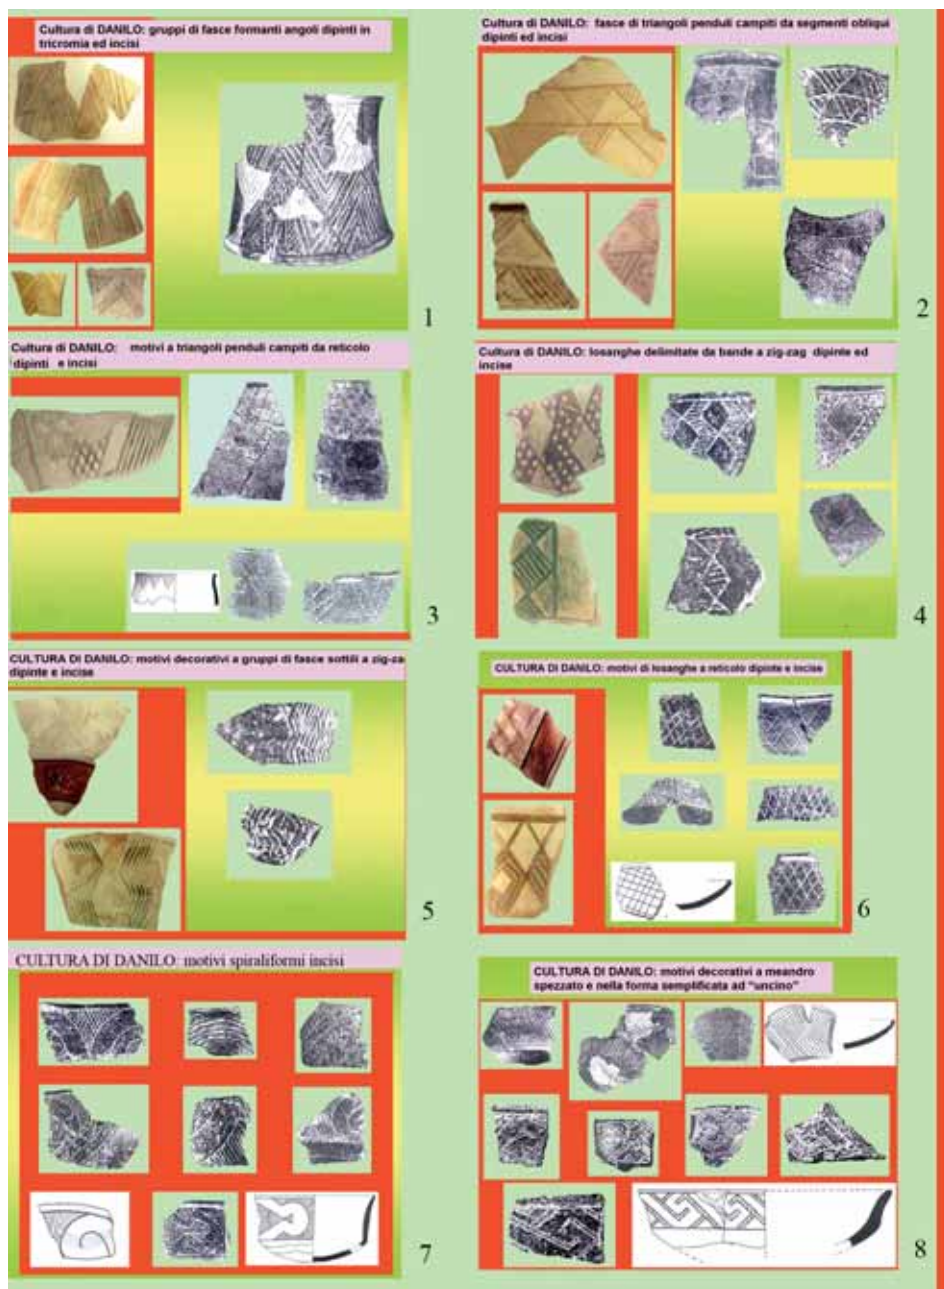 Cultura di DANILO: gruppi di fasce formanti angoli dipinti in
tricromia ed incisi
1
Cultura di DANILO: fasce di triangoli penduli campiti da segmenti obliqui
dipinti ed incisi
2
Cultura di DANILO: motivi a triangoli penduli campiti da reticolo
dipinti e incisi
3
Cultura di DANILO: losanghe delimitate da bande a zig-zag dipinte ed
incise
4
CULTURA DI DANILO: motivi decorativi a gruppi di fasce sottili a zig-za
dipinte e incise
5
CULTURA DI DANILO: motivi di losanghe a reticolo dipinte e incise
6
CULTURA DI DANILO: motivi spiraliformi incisi
7
CULTURA DI DANILO: motivi decorativi a meandro
spezzato e nella forma semplificata ad "uncino"
8